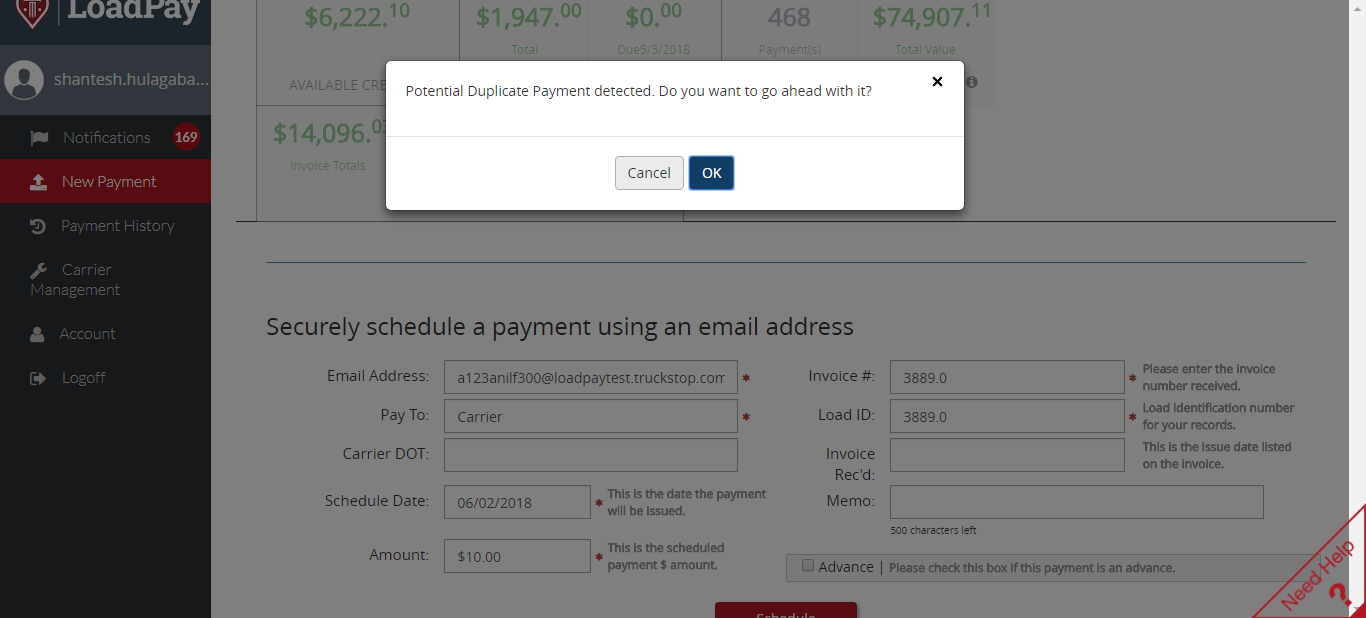 LoadPay
shantesh.hulagaba...
Notifications 169
New Payment
Payment History
Carrier
Management
Account
Logoff
$6,222.10
$1,947.00
Total
$0.00
Due5/5/2018
468
Payment(s)
$74,907.11
Total Value
AVAILABLE CRE
$14,096.03
Invoice Totals
Potential Duplicate Payment detected. Do you want to go ahead with it?
Cancel OK
Securely schedule a payment using an email address
Email Address: a123anilf300@loadpaytest.truckstop.com *
Pay To: Carrier *
Carrier DOT:
Schedule Date: 06/02/2018 * This is the date the payment
will be issued.
Amount: $10.00 * This is the scheduled
payment $ amount.
Invoice #: 3889.0 * Please enter the invoice
number received.
Load ID: 3889.0 * Load identification number
for your records.
Invoice
Rec'd:
This is the issue date listed
on the invoice.
Memo:
500 characters left
Advance | Please check this box if this payment is an advance.
Schedule
Need Help
?